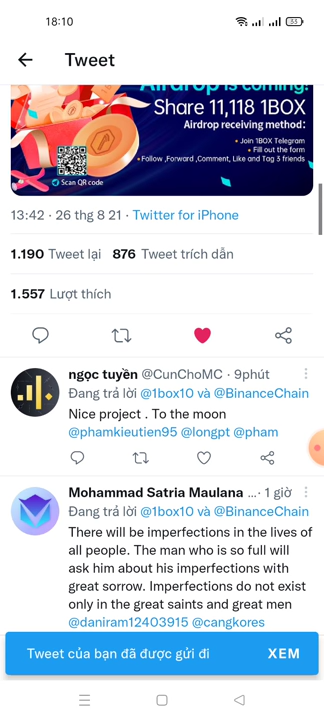 18:10
53
Tweet
Airdrop is coming!
Share 11,118 1BOX
Airdrop receiving method:
• Join 1BOX Telegram
• Fill out the form
• Follow ,Forward ,Comment, Like and Tag 3 friends
Scan QR code
13:42 · 26 thg 8 21 · Twitter for iPhone
1.190 Tweet lại 876 Tweet trích dẫn
1.557 Lượt thích
ngọc tuyền @CunChoMC · 9phút
Đang trả lời @1box10 và @BinanceChain
Nice project . To the moon
@phamkieutien95 @longpt @pham
Mohammad Satria Maulana ... · 1 giờ
Đang trả lời @1box10 và @BinanceChain
There will be imperfections in the lives of
all people. The man who is so full will
ask him about his imperfections with
great sorrow. Imperfections do not exist
only in the great saints and great men
@daniram12403915 @cangkores
Tweet của bạn đã được gửi đi XEM